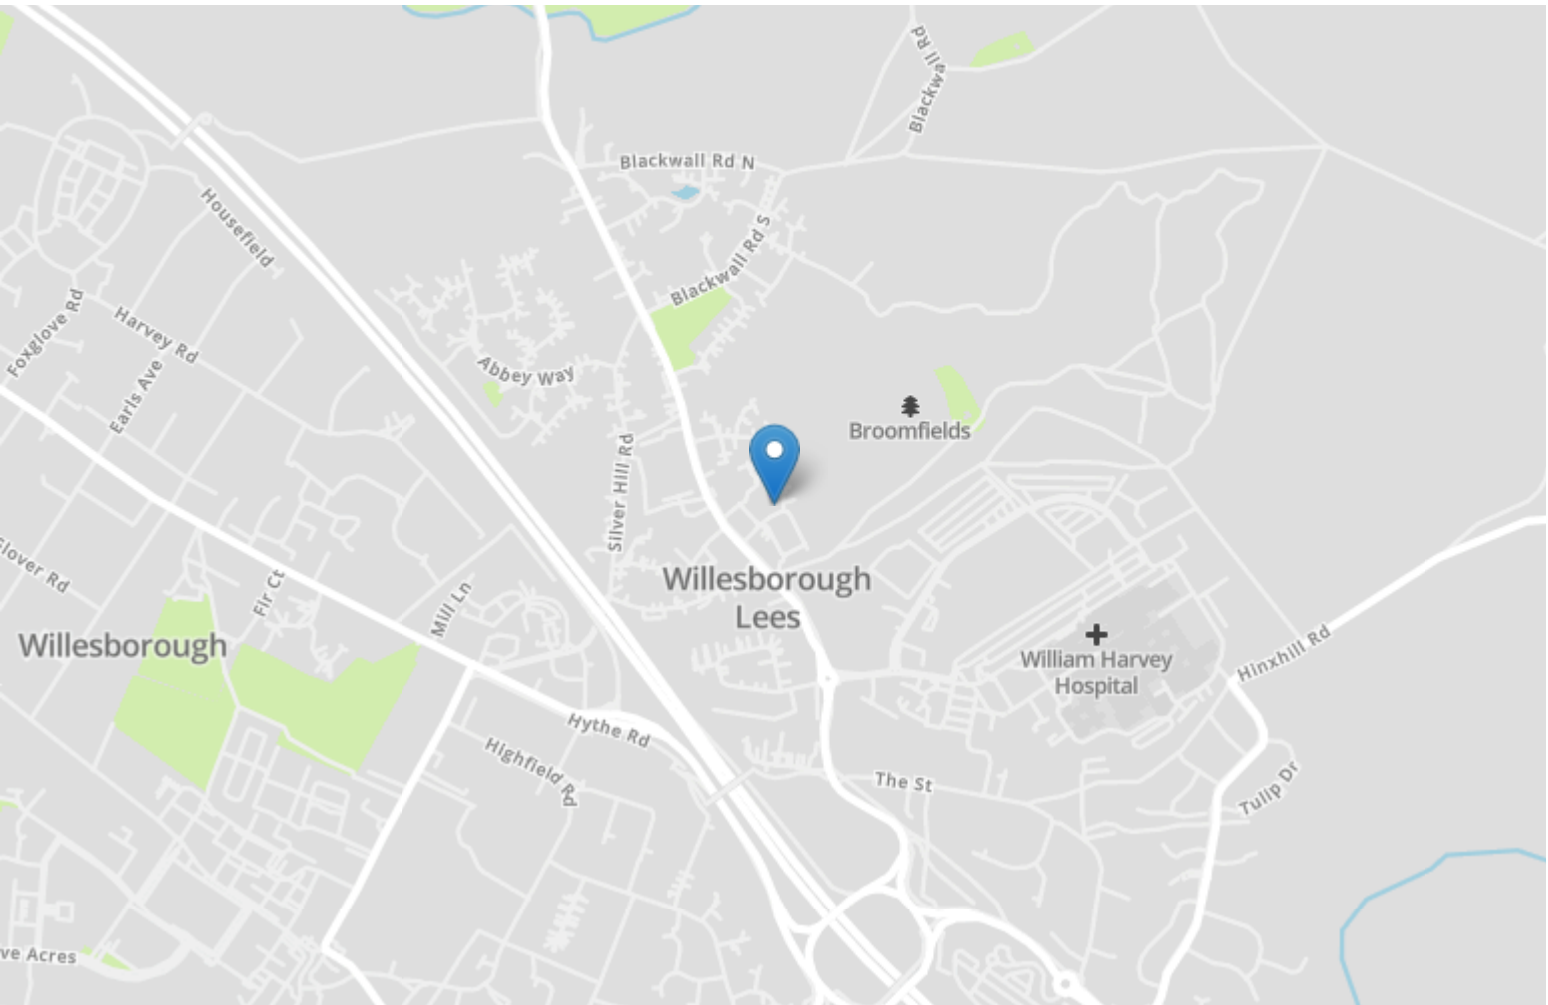 Blackwall Rd
Blackwall Rd N
Housefield
Blackwall Rd S
Foxglove Rd
Harvey Rd
Earls Ave
Abbey Way
Broomfields
Silver Hill Rd
Glover Rd
Fir Ct
Mill Ln
Willesborough
Lees
Willesborough
William Harvey
Hospital
Hinxhill Rd
Hythe Rd
Highfield Rd
The St
Tulip Dr
ve Acres